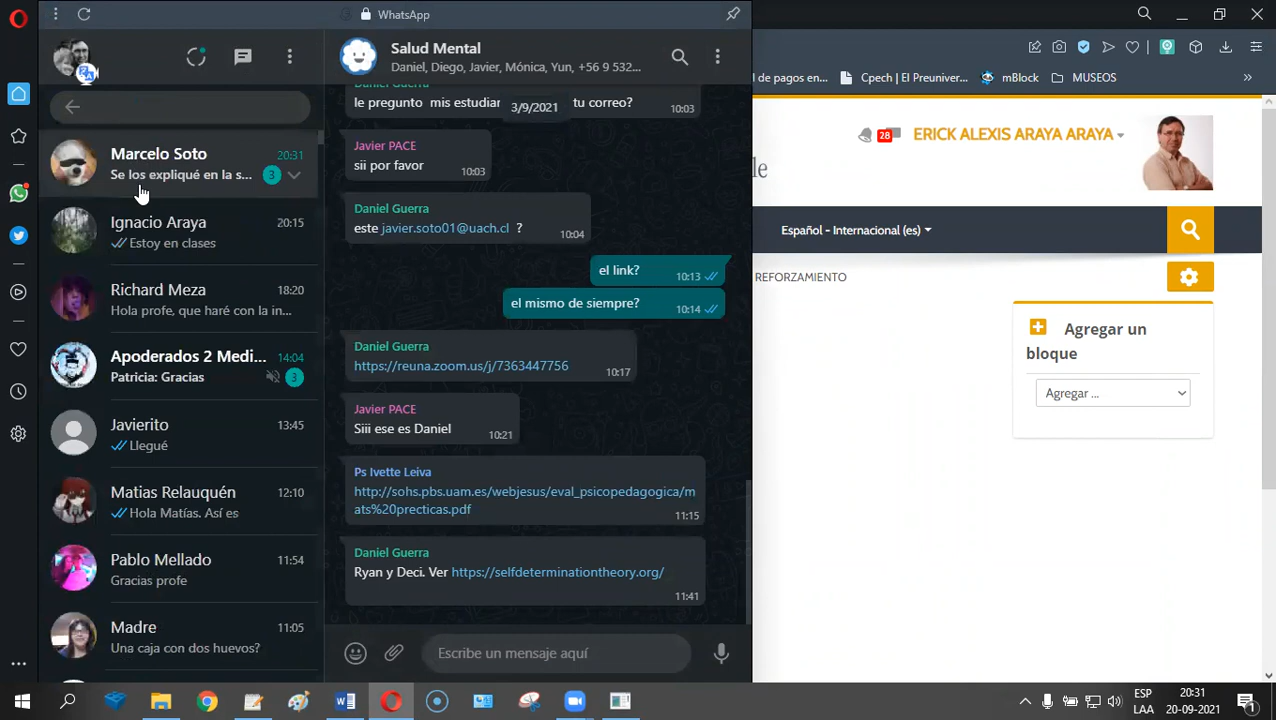 WhatsApp
Salud Mental
Daniel, Diego, Javier, Mónica, Yun, +56 9 532...
Marcelo Soto
20:31
Se los expliqué en la s...
3
Ignacio Araya
20:15
Estoy en clases
Richard Meza
18:20
Hola profe, que haré con la in...
Apoderados 2 Medi...
14:04
Patricia: Gracias
3
Javierito
13:45
Llegué
Matias Relauquén
12:10
Hola Matías. Así es
Pablo Mellado
11:54
Gracias profe
Madre
11:05
Una caja con dos huevos?
Daniel Guerra
le pregunto mis estudian
tu correo?
10:03
3/9/2021
Javier PACE
sii por favor
10:03
Daniel Guerra
este javier.soto01@uach.cl ?
10:04
el link?
10:13
el mismo de siempre?
10:14
Daniel Guerra
https://reuna.zoom.us/j/7363447756
10:17
Javier PACE
Siii ese es Daniel
10:21
Ps Ivette Leiva
http://sohs.pbs.uam.es/webjesus/eval_psicopedagogica/m
ats%20precticas.pdf
11:15
Daniel Guerra
Ryan y Deci. Ver https://selfdeterminationtheory.org/
11:41
Escribe un mensaje aquí
l de pagos en...
Cpech | El Preuniver...
mBlock
MUSEOS
»
28
ERICK ALEXIS ARAYA ARAYA
le
Español - Internacional (es)
REFORZAMIENTO
Agregar un
bloque
Agregar ...
ESP
LAA
20:31
20-09-2021
1